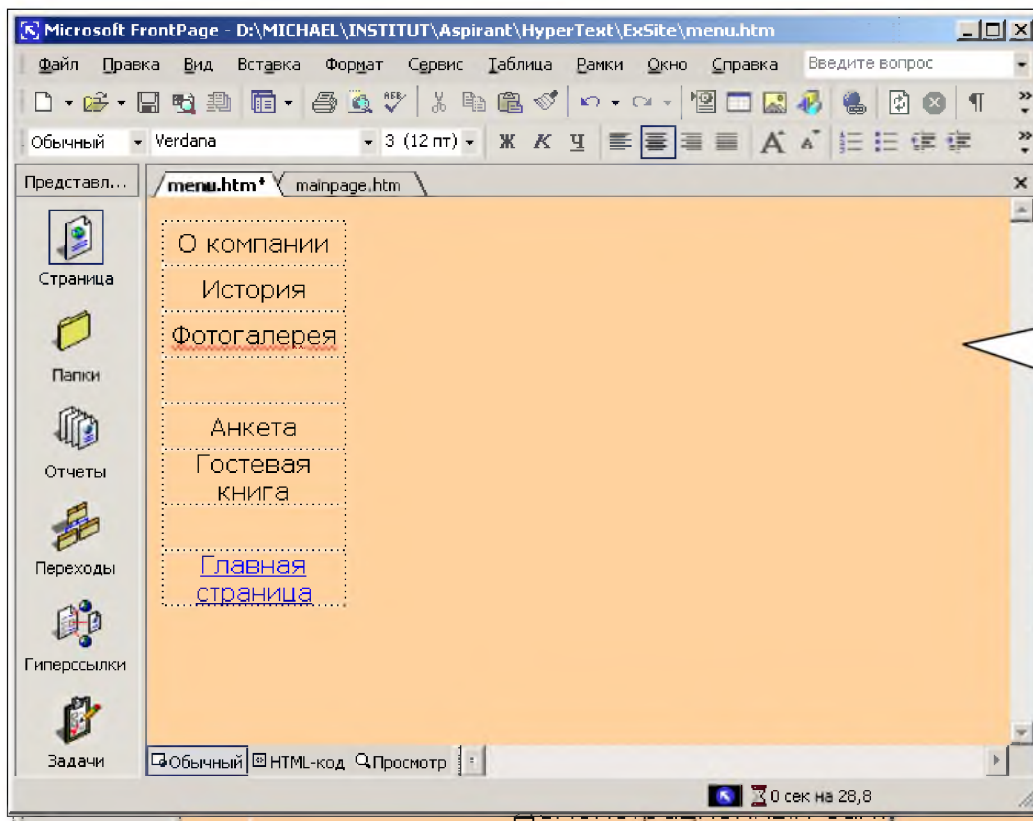 Microsoft FrontPage - D:\MICHAEL\INSTITUT\Aspirant\HyperText\ExSite\menu.htm
Файл Правка Вид Вставка Формат Сервис Таблица Рамки Окно Справка Введите вопрос
Обычный Verdana 3 (12 пт) Ж К Ч
Представл... menu.htm* mainpage.htm
О компании
История
Фотогалерея
Анкета
Гостевая
книга
Главная
страница
Страница
Папки
Отчеты
Переходы
Гиперссылки
Задачи
Обычный HTML-код Просмотр
0 сек на 28,8